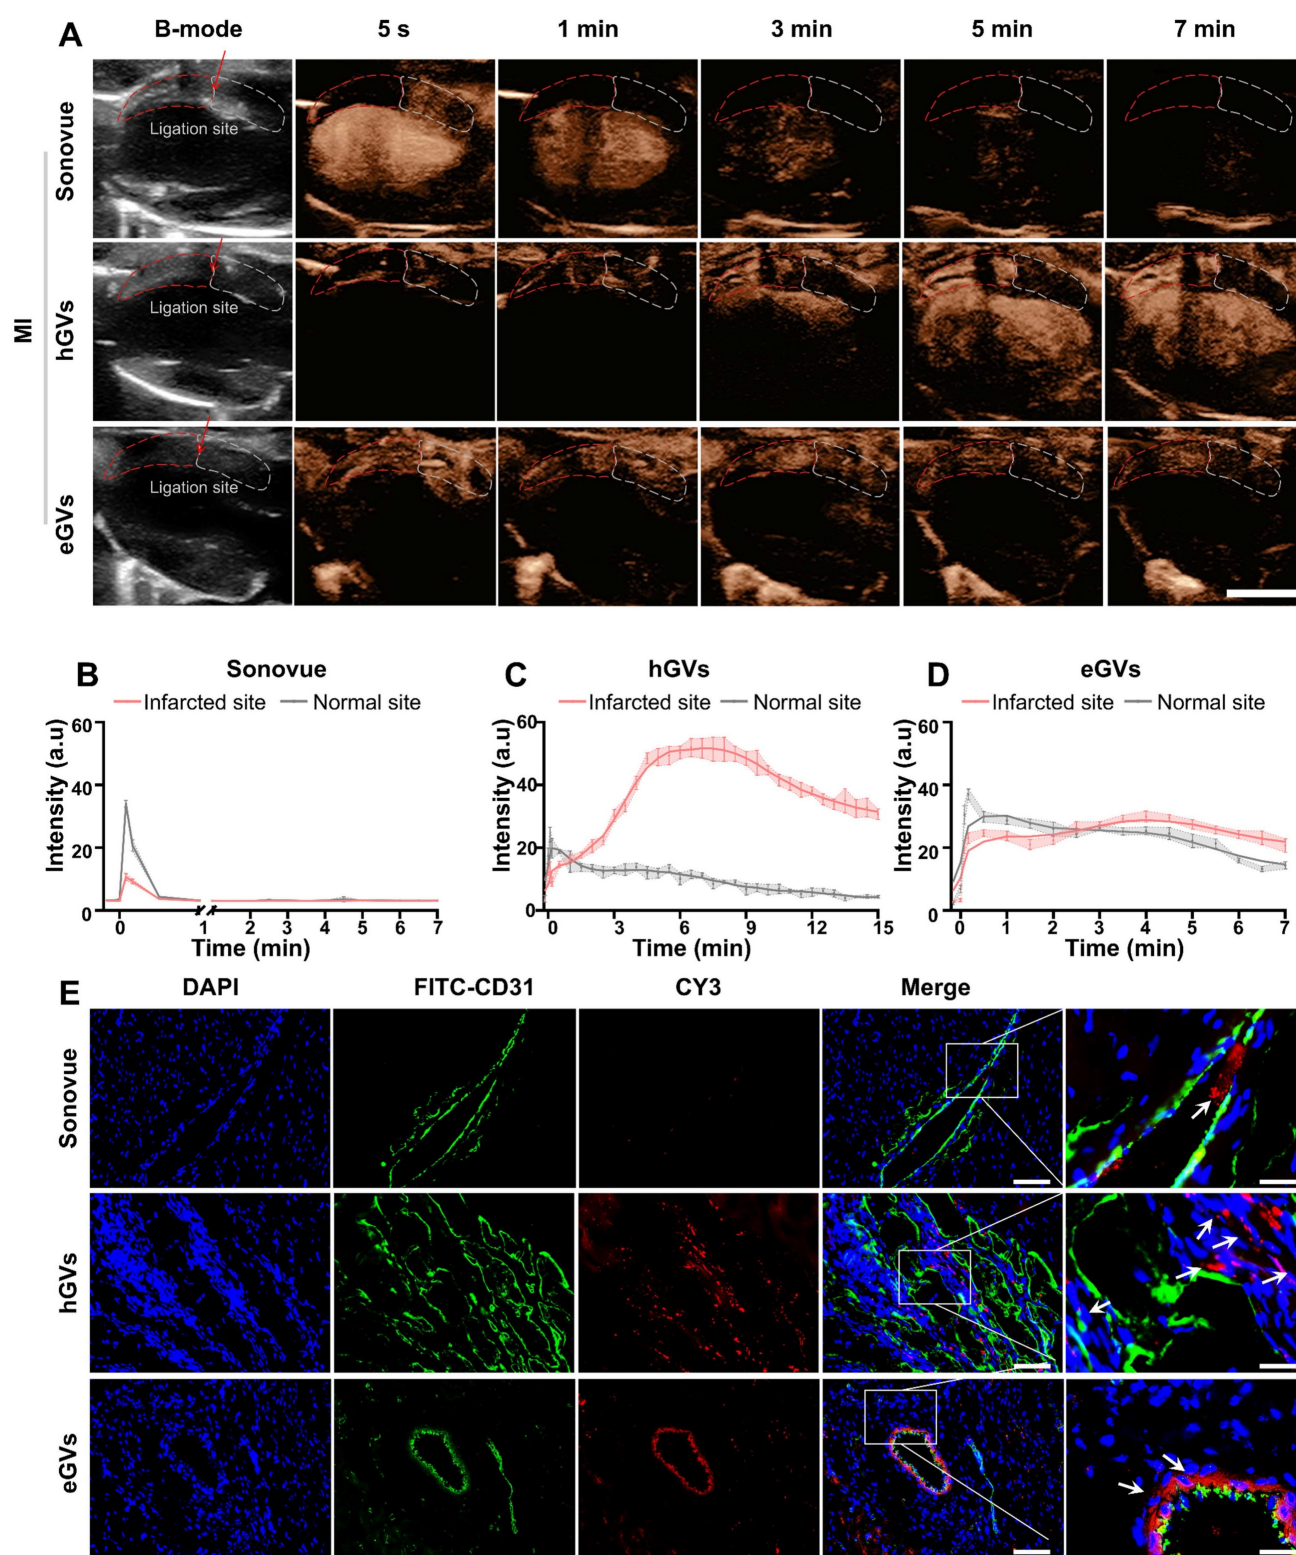 A
B-mode 5 s 1 min 3 min 5 min 7 min
MI
Sonovue
Ligation site
hGVs
Ligation site
eGVs
Ligation site
B Sonovue
Infarcted site Normal site
Intensity (a.u)
60
40
20
0
0 1 2 3 4 5 6 7
Time (min)
C hGVs
Infarcted site Normal site
Intensity (a.u)
60
40
20
0
0 3 6 9 12 15
Time (min)
D eGVs
Infarcted site Normal site
Intensity (a.u)
60
40
20
0
0 1 2 3 4 5 6 7
Time (min)
E
DAPI FITC-CD31 CY3 Merge
Sonovue
hGVs
eGVs